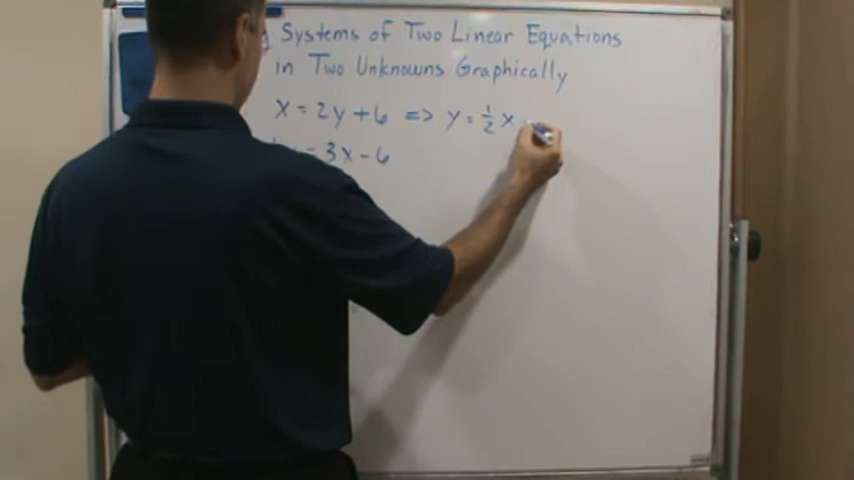 Systems of Two Linear Equations
in Two Unknowns Graphically
x = 2y + 6 => y = 1/2 x
= 3x - 6